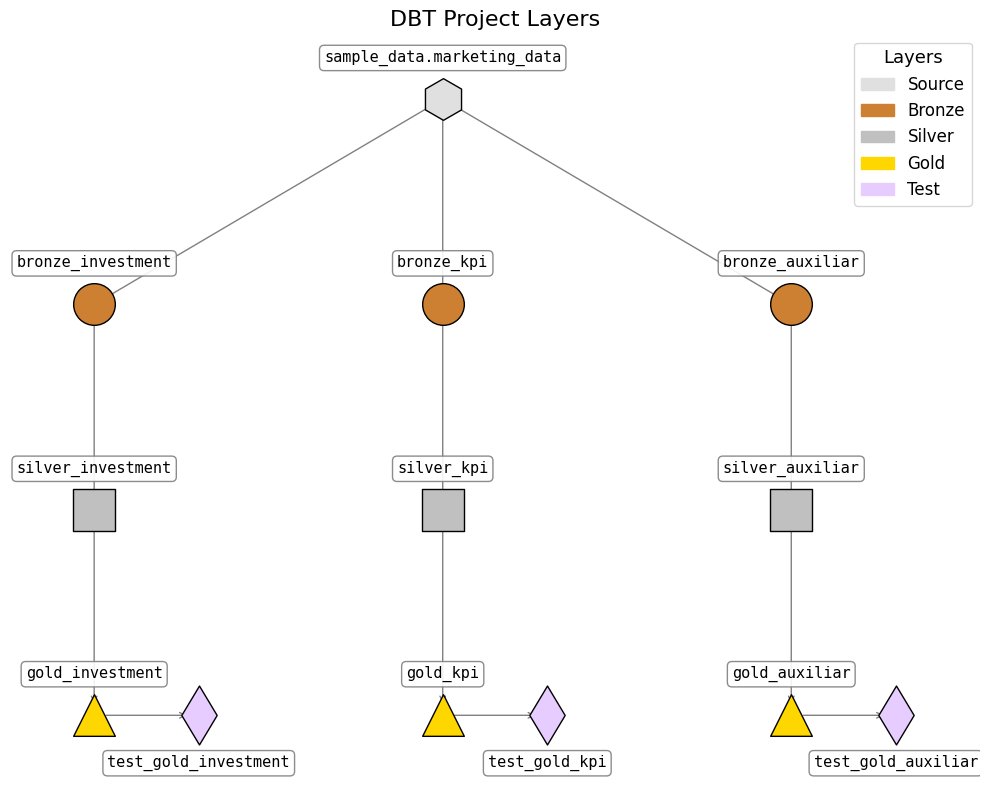 DBT Project Layers
sample_data.marketing_data
Layers
Source
Bronze
Silver
Gold
Test
bronze_investment
bronze_kpi
bronze_auxiliar
silver_investment
silver_kpi
silver_auxiliar
gold_investment
gold_kpi
gold_auxiliar
test_gold_investment
test_gold_kpi
test_gold_auxiliar